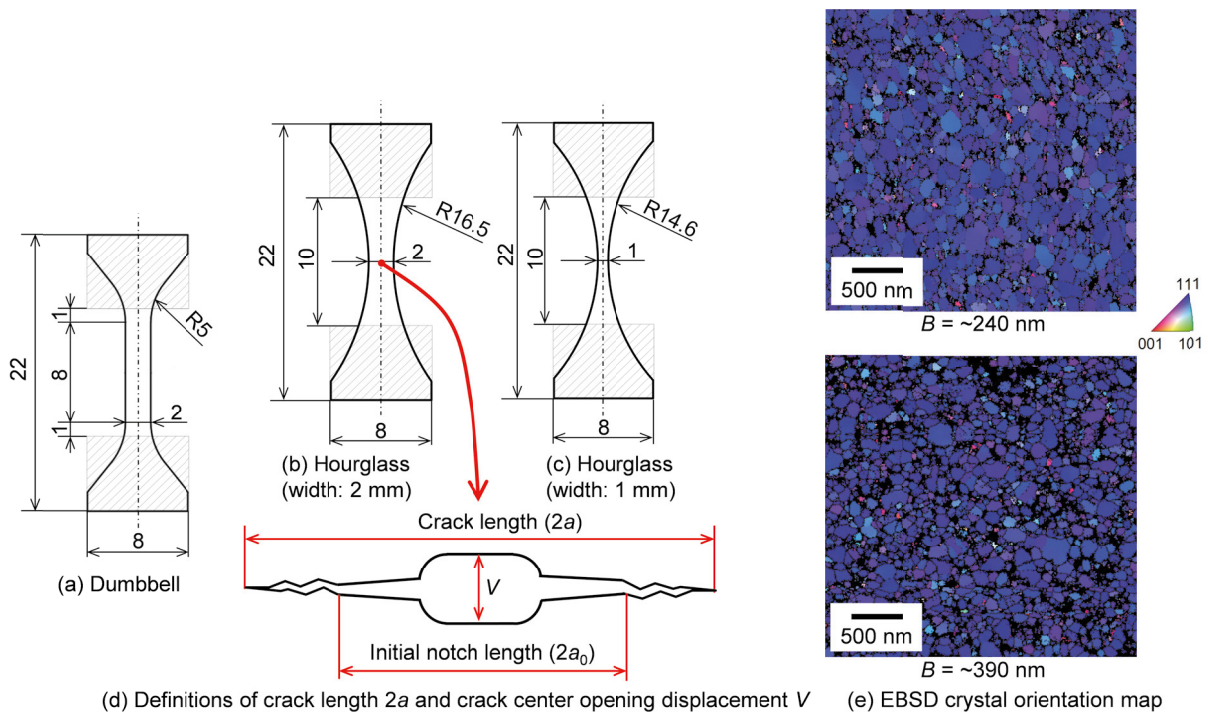 22
1
8
1
R5
2
8
(a) Dumbbell
22
10
R16.5
2
8
(b) Hourglass
(width: 2 mm)
22
10
R14.6
1
8
(c) Hourglass
(width: 1 mm)
Crack length (2a)
V
Initial notch length (2a₀)
(d) Definitions of crack length 2a and crack center opening displacement V
500 nm
B = ~240 nm
111
001
101
500 nm
B = ~390 nm
(e) EBSD crystal orientation map